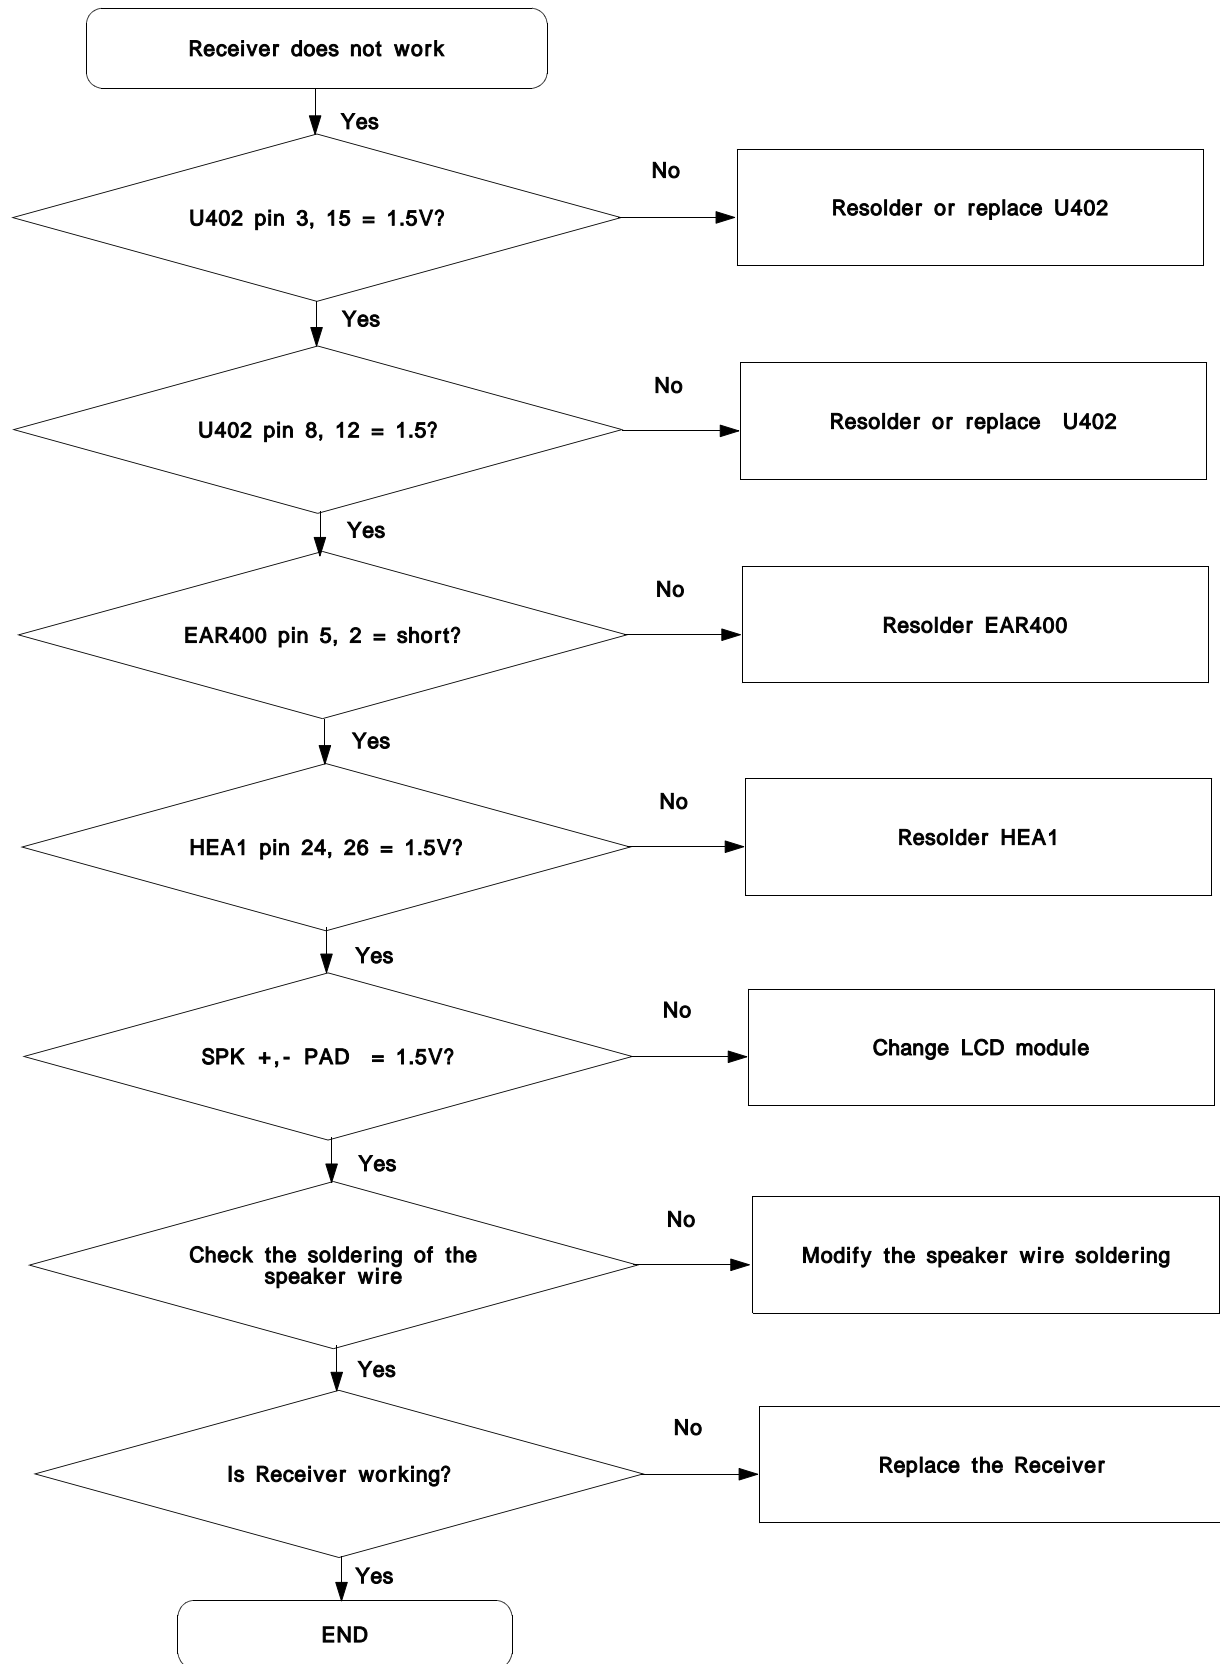 Receiver does not work
Yes
U402 pin 3, 15 = 1.5V?
No
Resolder or replace U402
Yes
U402 pin 8, 12 = 1.5?
No
Resolder or replace U402
Yes
EAR400 pin 5, 2 = short?
No
Resolder EAR400
Yes
HEA1 pin 24, 26 = 1.5V?
No
Resolder HEA1
Yes
SPK +,- PAD = 1.5V?
No
Change LCD module
Yes
Check the soldering of the
speaker wire
No
Modify the speaker wire soldering
Yes
Is Receiver working?
No
Replace the Receiver
Yes
END